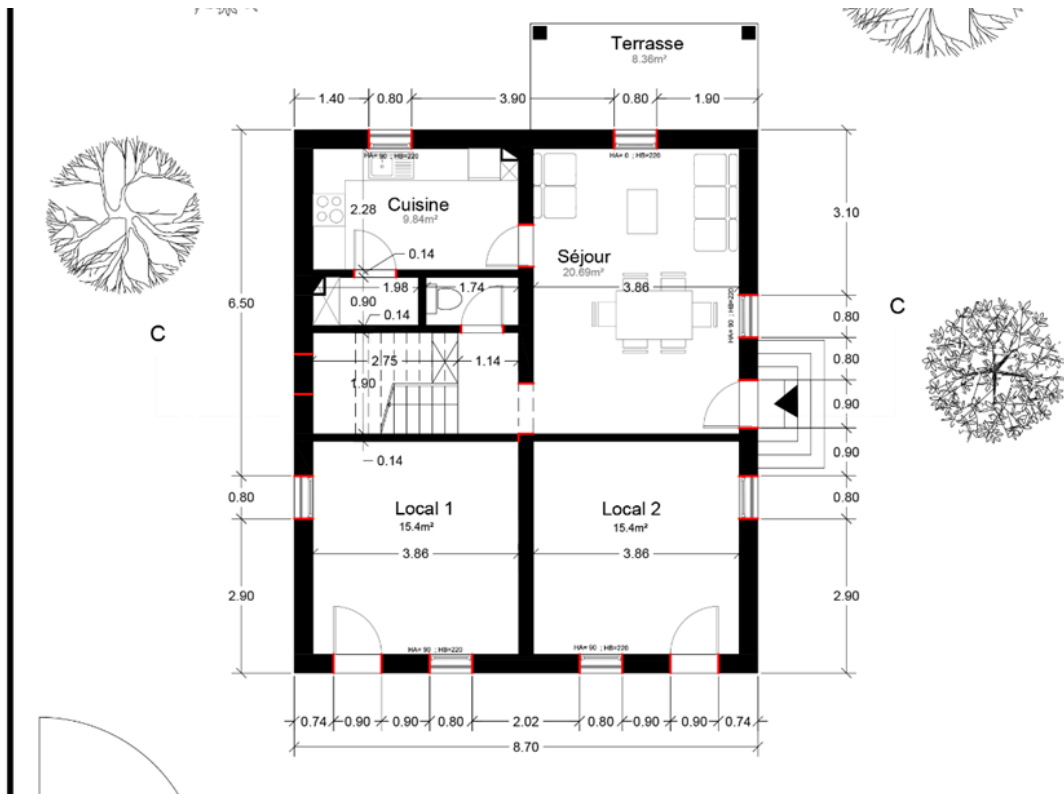 Terrasse
8.36m²
1.40 0.80 3.90 0.80 1.90
HA= 90 ; HB=220
HA= 0 ; HB=220
Cuisine
9.84m²
2.28
0.14
Séjour
20.69m²
3.10
6.50
1.98
1.74
3.86
0.90
0.14
HA= 90 ; HB=220
0.80
C
C
2.75
1.14
1.90
0.80
0.90
0.14
0.90
0.80
0.80
Local 1
15.4m²
3.86
Local 2
15.4m²
3.86
2.90
2.90
HA= 90 ; HB=220
HA= 90 ; HB=220
0.74 0.90 0.90 0.80 2.02 0.80 0.90 0.90 0.74
8.70